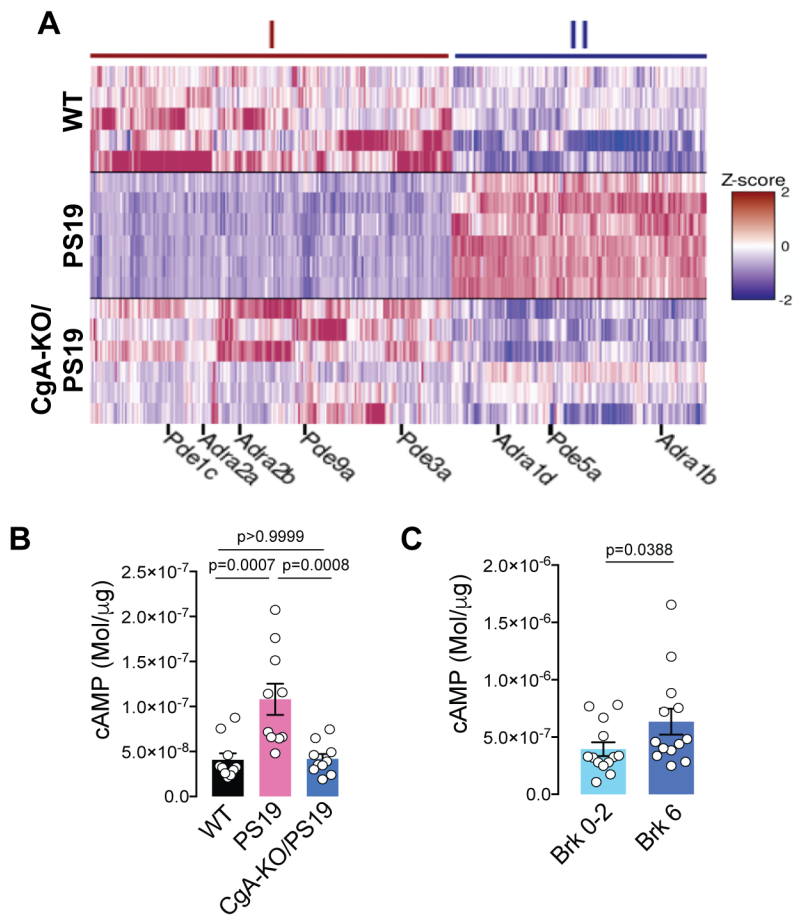 A
I
II
WT
PS19
CgA-KO/
PS19
Z-score
2
0
-2
Pde1c
Adra2a
Adra2b
Pde9a
Pde3a
Adra1d
Pde5a
Adra1b
B
p>0.9999
p=0.0007
p=0.0008
cAMP (Mol/µg)
2.5×10⁻⁷
2.0×10⁻⁷
1.5×10⁻⁷
1.0×10⁻⁷
5.0×10⁻⁸
0.0
WT
PS19
CgA-KO/PS19
C
p=0.0388
cAMP (Mol/µg)
2.0×10⁻⁶
1.5×10⁻⁶
1.0×10⁻⁶
5.0×10⁻⁷
0.0
Brk 0-2
Brk 6